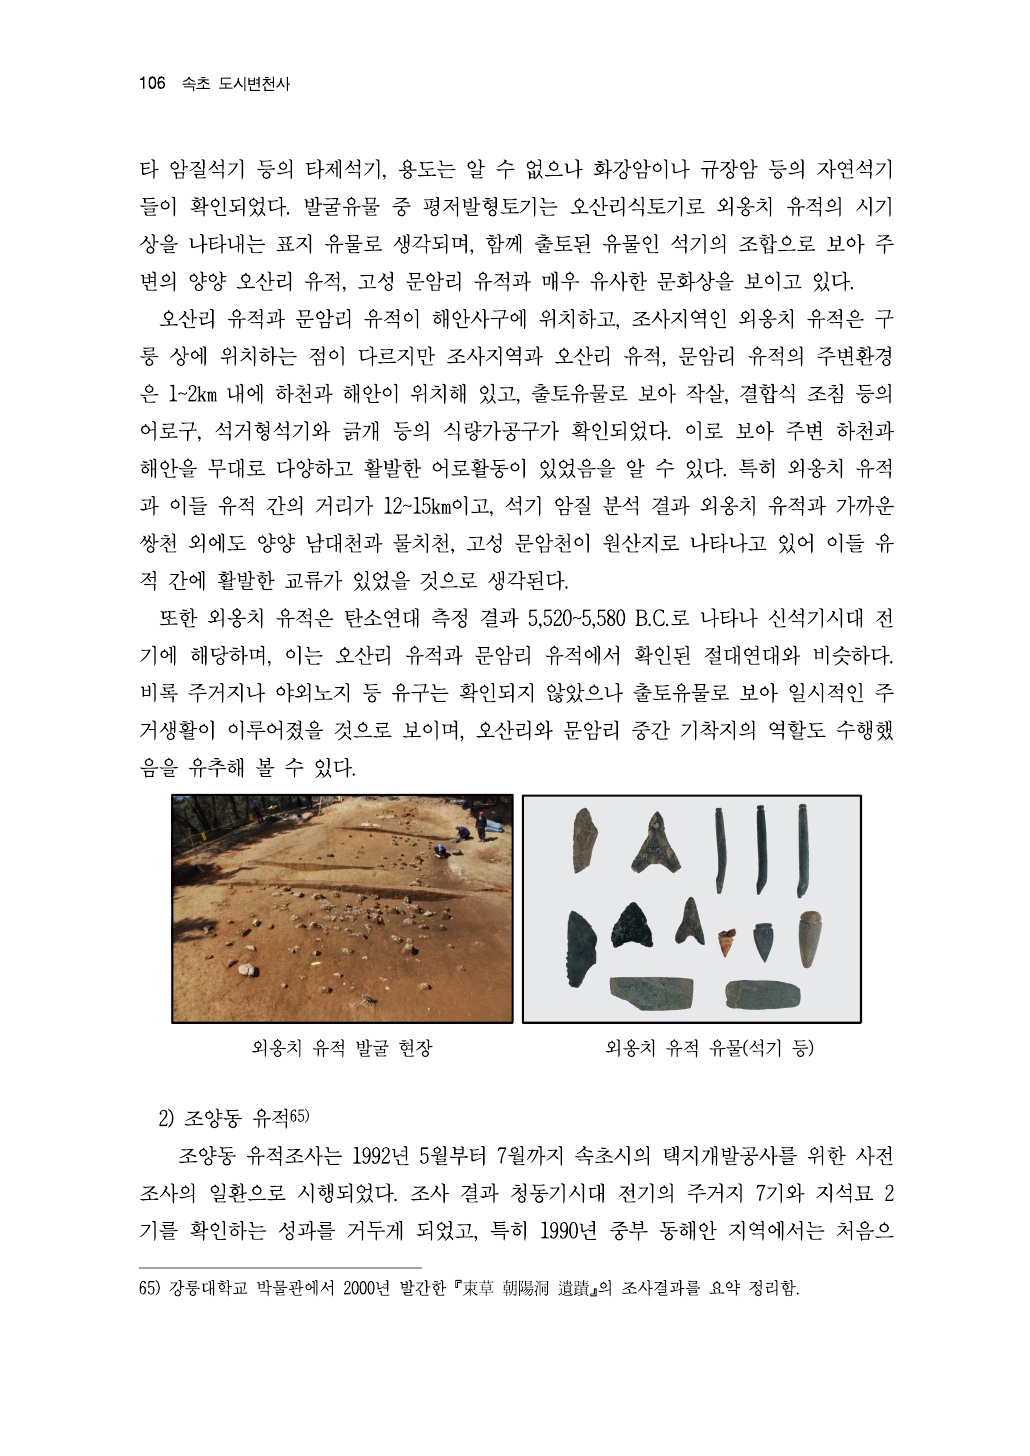 106 속초 도시변천사
타 암질석기 등의 타제석기, 용도는 알 수 없으나 화강암이나 규장암 등의 자연석기
들이 확인되었다. 발굴유물 중 평저발형토기는 오산리식토기로 외옹치 유적의 시기
상을 나타내는 표지 유물로 생각되며, 함께 출토된 유물인 석기의 조합으로 보아 주
변의 양양 오산리 유적, 고성 문암리 유적과 매우 유사한 문화상을 보이고 있다.
오산리 유적과 문암리 유적이 해안사구에 위치하고, 조사지역인 외옹치 유적은 구
릉 상에 위치하는 점이 다르지만 조사지역과 오산리 유적, 문암리 유적의 주변환경
은 1~2km 내에 하천과 해안이 위치해 있고, 출토유물로 보아 작살, 결합식 조침 등의
어로구, 석거형석기와 긁개 등의 식량가공구가 확인되었다. 이로 보아 주변 하천과
해안을 무대로 다양하고 활발한 어로활동이 있었음을 알 수 있다. 특히 외옹치 유적
과 이들 유적 간의 거리가 12~15km이고, 석기 암질 분석 결과 외옹치 유적과 가까운
쌍천 외에도 양양 남대천과 물치천, 고성 문암천이 원산지로 나타나고 있어 이들 유
적 간에 활발한 교류가 있었을 것으로 생각된다.
또한 외옹치 유적은 탄소연대 측정 결과 5,520~5,580 B.C.로 나타나 신석기시대 전
기에 해당하며, 이는 오산리 유적과 문암리 유적에서 확인된 절대연대와 비슷하다.
비록 주거지나 야외노지 등 유구는 확인되지 않았으나 출토유물로 보아 일시적인 주
거생활이 이루어졌을 것으로 보이며, 오산리와 문암리 중간 기착지의 역할도 수행했
음을 유추해 볼 수 있다.
외옹치 유적 발굴 현장
외옹치 유적 유물(석기 등)
2) 조양동 유적65)
조양동 유적조사는 1992년 5월부터 7월까지 속초시의 택지개발공사를 위한 사전
조사의 일환으로 시행되었다. 조사 결과 청동기시대 전기의 주거지 7기와 지석묘 2
기를 확인하는 성과를 거두게 되었고, 특히 1990년 중부 동해안 지역에서는 처음으
65) 강릉대학교 박물관에서 2000년 발간한 『束草 朝陽洞 遺蹟』의 조사결과를 요약 정리함.